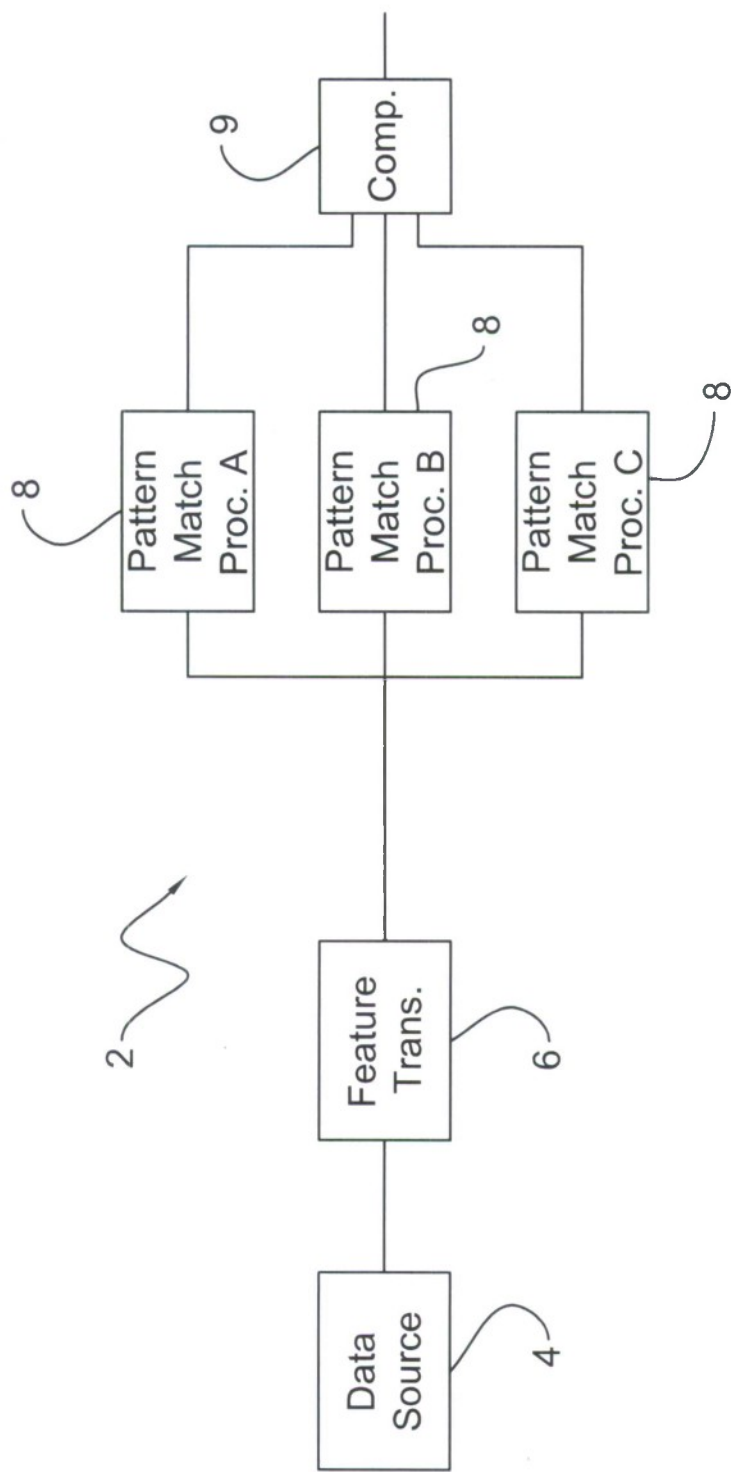 2
Data
Source
4
Feature
Trans.
6
Pattern
Match
Proc. A
8
Pattern
Match
Proc. B
8
Pattern
Match
Proc. C
8
Comp.
9